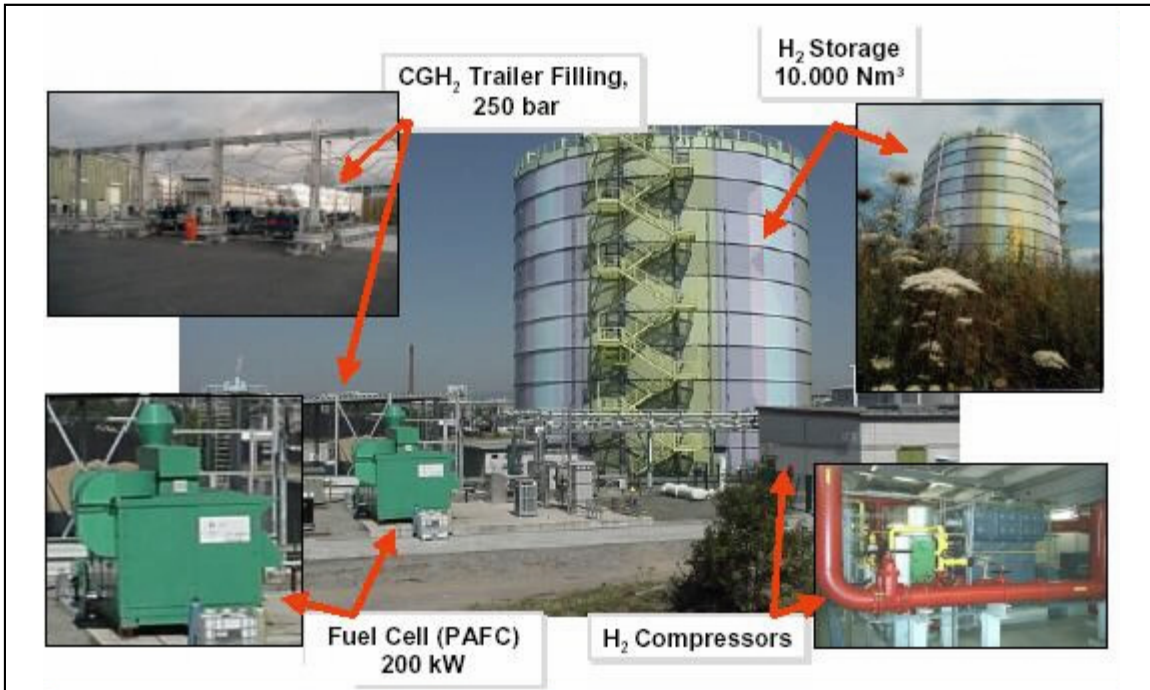 CGH₂ Trailer Filling,
250 bar
H₂ Storage
10.000 Nm³
Fuel Cell (PAFC)
200 kW
H₂ Compressors